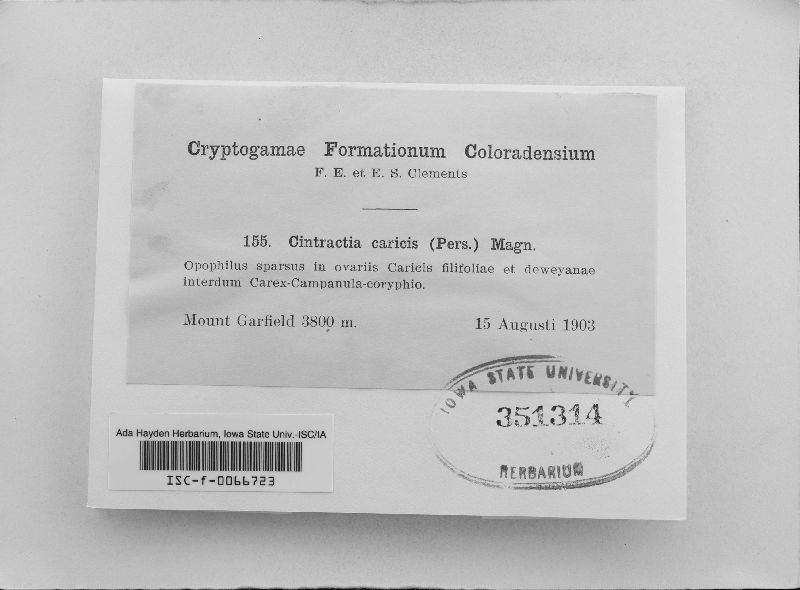 Cryptogamae Formationum Coloradensium
F. E. et. E. S. Clements
155. Cintractia caricis (Pers.) Magn.
Opophilus sparsus in ovariis Caricis filifoliae et deweyanae
interdum Carex-Campanula-coryphio.
Mount Garfield 3800 m. 15 Augusti 1903
IOWA STATE UNIVERSITY
351314
HERBARIUM
Ada Hayden Herbarium, Iowa State Univ.-ISC/IA
ISC-f-0066723